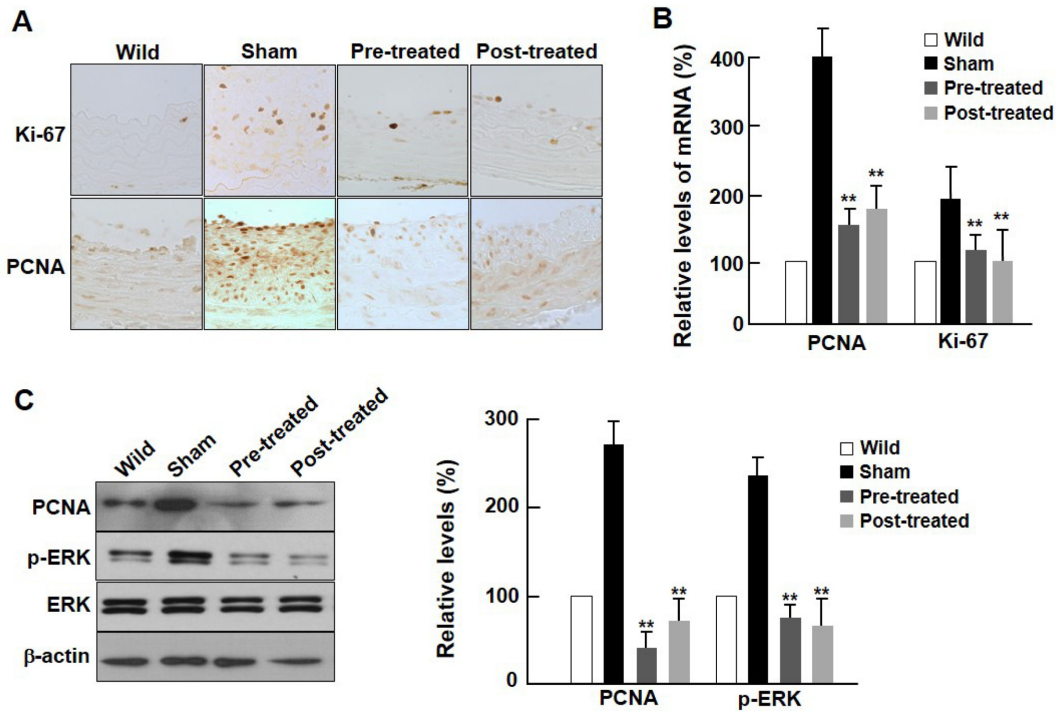 A
Wild Sham Pre-treated Post-treated
Ki-67
PCNA
B
Relative levels of mRNA (%)
400
300
200
100
0
PCNA Ki-67
** ** ** **
Wild
Sham
Pre-treated
Post-treated
C
Wild Sham Pre-treated Post-treated
PCNA
p-ERK
ERK
β-actin
Relative levels (%)
300
200
100
0
PCNA p-ERK
** ** ** **
Wild
Sham
Pre-treated
Post-treated